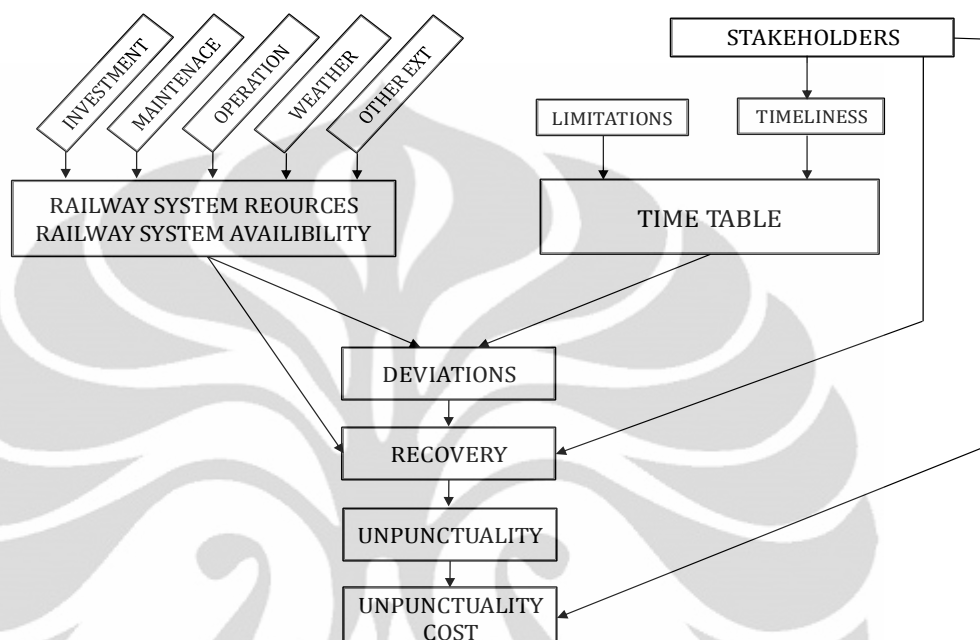 INVESTMENT
MAINTENACE
OPERATION
WEATHER
OTHER EXT
STAKEHOLDERS
LIMITATIONS
TIMELINESS
RAILWAY SYSTEM REOURCES
RAILWAY SYSTEM AVAILIBILITY
TIME TABLE
DEVIATIONS
RECOVERY
UNPUNCTUALITY
UNPUNCTUALITY
COST